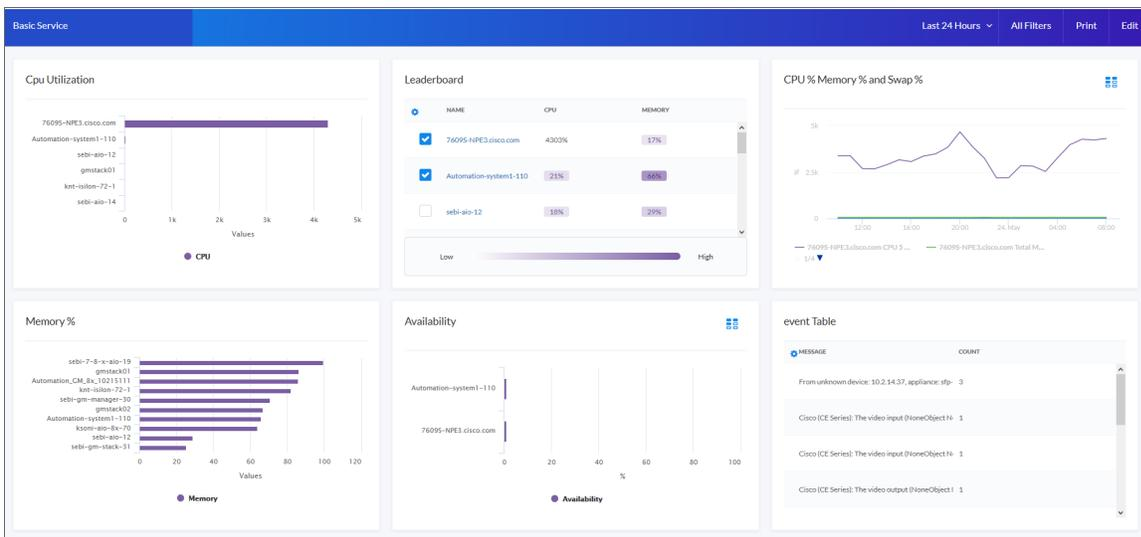 Basic Service
Last 24 Hours All Filters Print Edit
Cpu Utilization
7609S-NPE3.cisco.com
Automation-system1-110
sebi-aio-12
gmstack01
knt-isilon-72-1
sebi-aio-14
0 1k 2k 3k 4k 5k
Values
CPU
Leaderboard
NAME CPU MEMORY
7609S-NPE3.cisco.com 4303% 17%
Automation-system1-110 21% 66%
sebi-aio-12 18% 29%
Low High
CPU % Memory % and Swap %
5k
% 2.5k
0
12:00 16:00 20:00 24. May 04:00 08:00
7609S-NPE3.cisco.com CPU 5 ... 7609S-NPE3.cisco.com Total M...
1/4
Memory %
sebi-7-8-x-aio-19
gmstack01
Automation_GM_8x_10215111
knt-isilon-72-1
sebi-gm-manager-30
gmstack02
Automation-system1-110
ksoni-aio-8x-70
sebi-aio-12
sebi-gm-stack-31
0 20 40 60 80 100 120
Values
Memory
Availability
Automation-system1-110
7609S-NPE3.cisco.com
0 20 40 60 80 100
%
Availability
event Table
MESSAGE COUNT
From unknown device: 10.2.14.37, appliance: sfp- 3
Cisco (CE Series): The video input (NoneObject N 1
Cisco (CE Series): The video input (NoneObject N 1
Cisco (CE Series): The video output (NoneObject 1